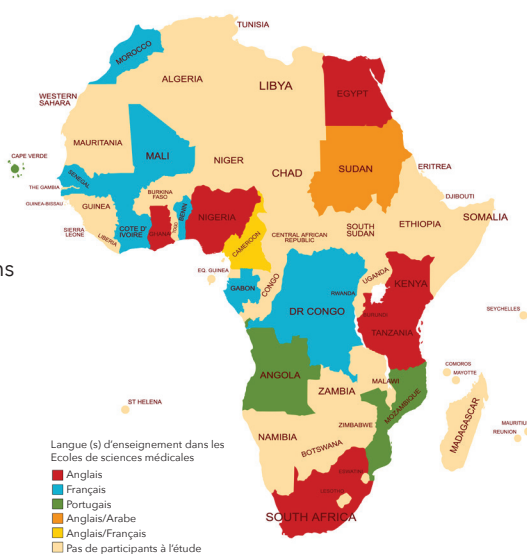 TUNISIA
MOROCCO
ALGERIA
LIBYA
EGYPT
WESTERN
SAHARA
MAURITANIA
MALI
NIGER
CHAD
SUDAN
ERITREA
CAPE VERDE
SENEGAL
THE GAMBIA
GUINEA-BISSAU
GUINEA
BURKINA
FASO
BENIN
NIGERIA
DJIBOUTI
SOMALIA
SIERRA
LEONE
LIBERIA
COTE D'
IVOIRE
GHANA
TOGO
CAMEROON
CENTRAL AFRICAN
REPUBLIC
SOUTH
SUDAN
ETHIOPIA
ns
EQ. GUINEA
GABON
CONGO
DR CONGO
UGANDA
RWANDA
BURUNDI
KENYA
TANZANIA
SEYCHELLES
ANGOLA
ZAMBIA
MALAWI
MOZAMBIQUE
COMOROS
MAYOTTE
ST HELENA
ZIMBABWE
MADAGASCAR
MAURITIU
REUNION
NAMIBIA
BOTSWANA
ESWATINI
LESOTHO
SOUTH AFRICA
Langue (s) d'enseignement dans les
Ecoles de sciences médicales
Anglais
Français
Portugais
Anglais/Arabe
Anglais/Français
Pas de participants à l'étude